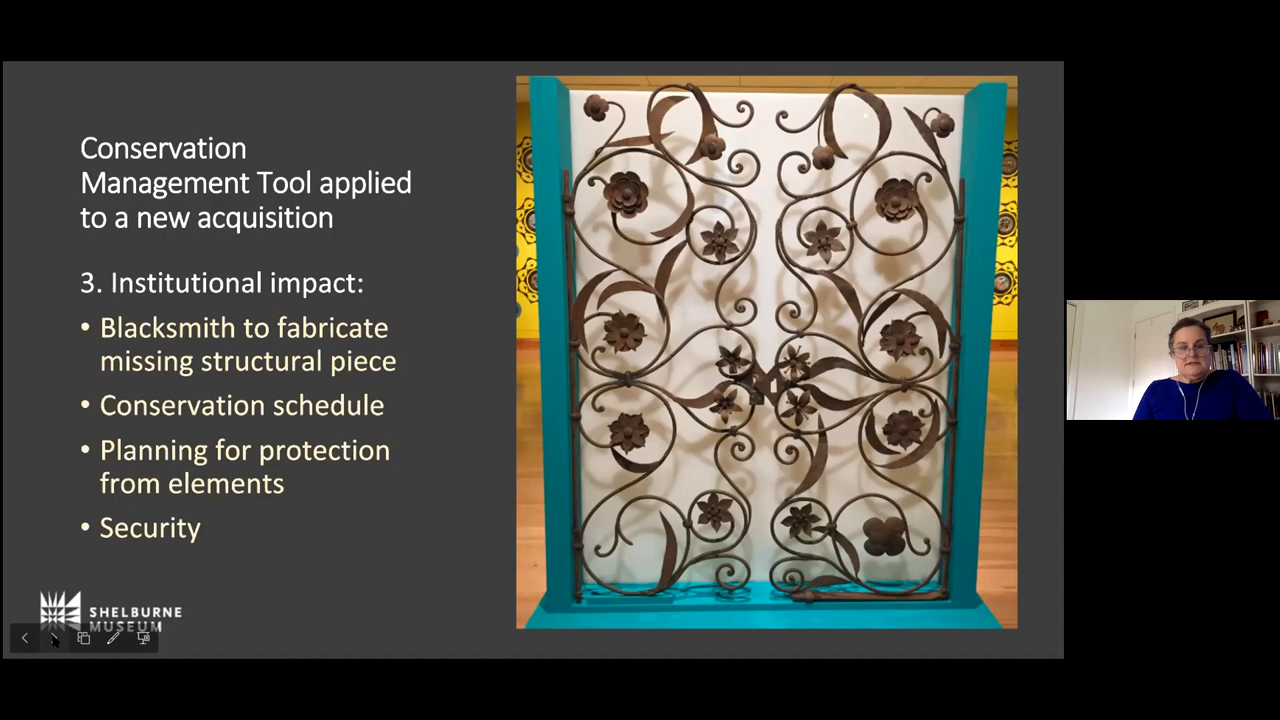 Conservation
Management Tool applied
to a new acquisition
3. Institutional impact:
• Blacksmith to fabricate
missing structural piece
• Conservation schedule
• Planning for protection
from elements
• Security
SHELBURNE
MUSEUM